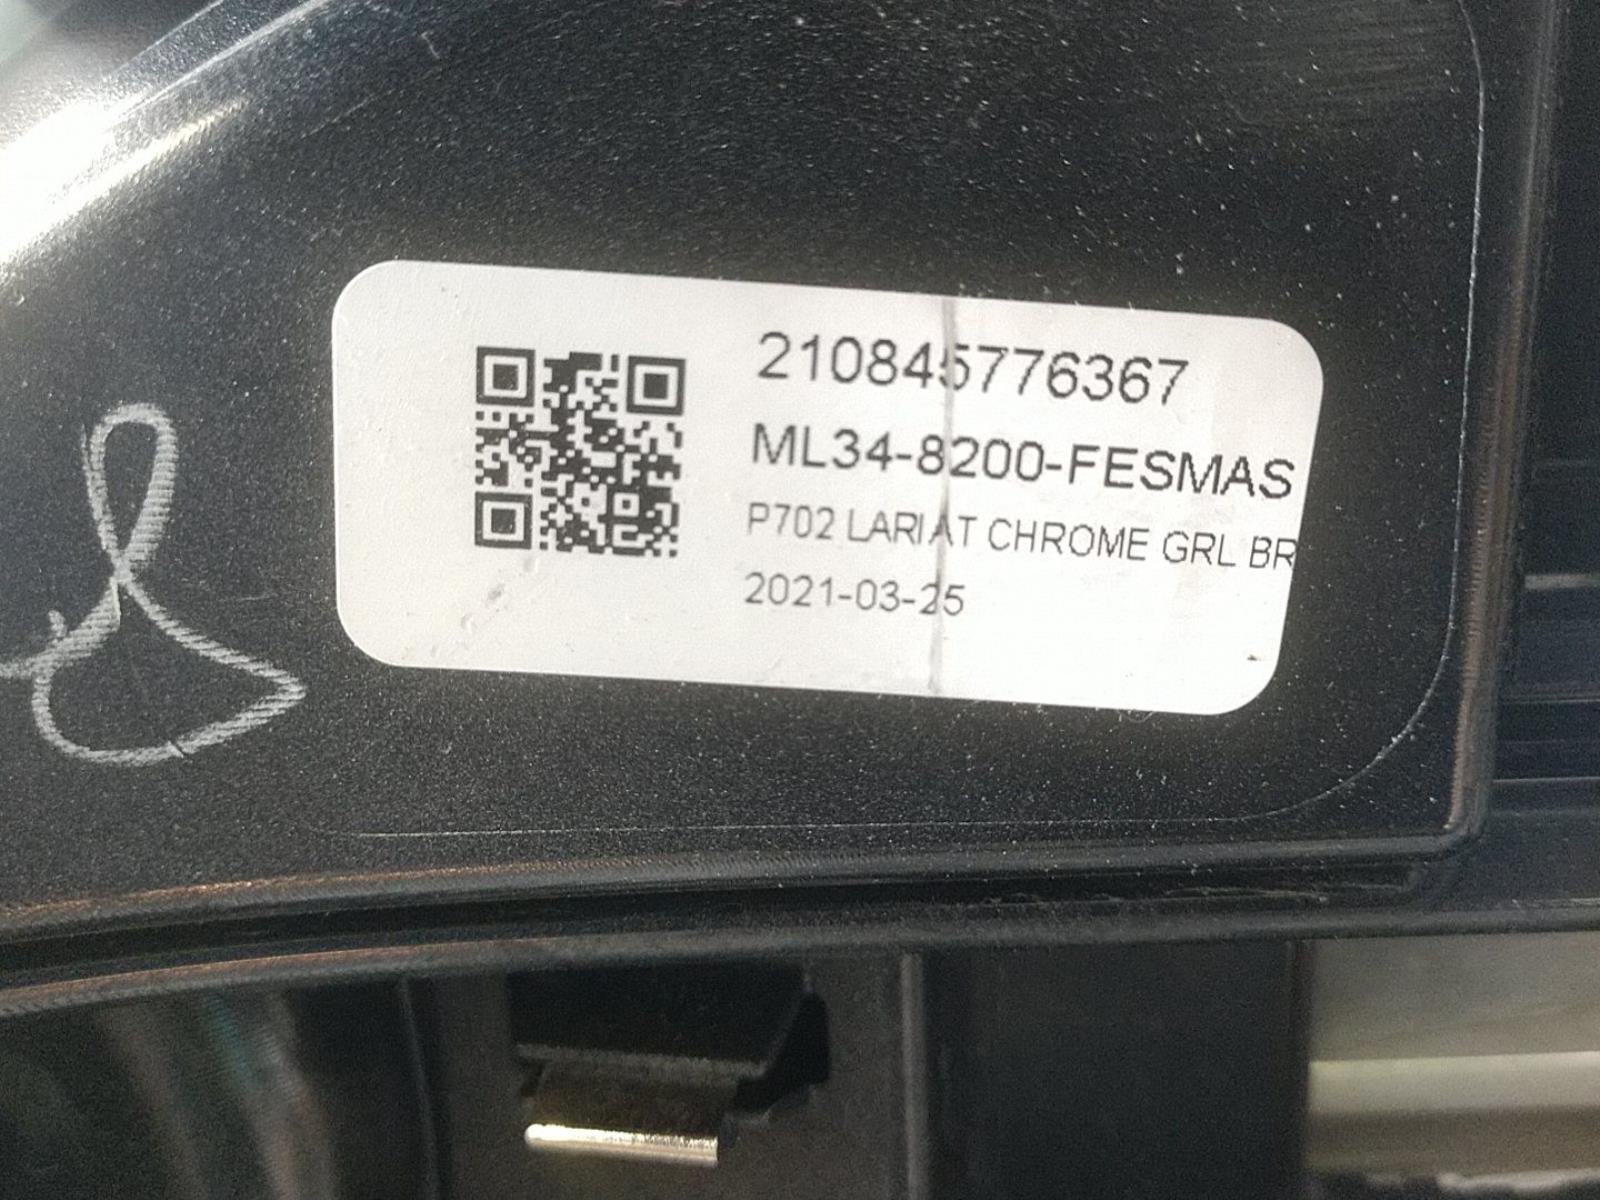 210845776367
ML34-8200-FESMAS
P702 LARIAT CHROME GRL BR
2021-03-25